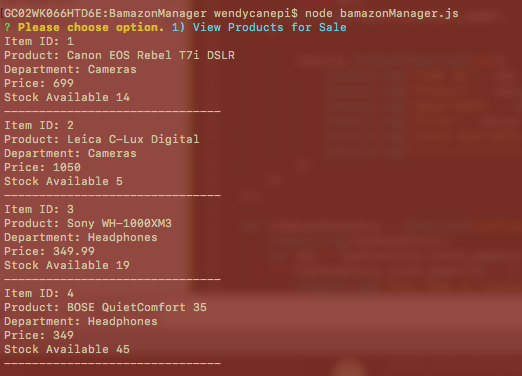 [GC02WK066HTD6E:BamazonManager wendycanepi$ node bamazonManager.js
? Please choose option. 1) View Products for Sale
Item ID: 1
Product: Canon EOS Rebel T7i DSLR
Department: Cameras
Price: 699
Stock Available 14
--------------------------------
Item ID: 2
Product: Leica C-Lux Digital
Department: Cameras
Price: 1050
Stock Available 5
--------------------------------
Item ID: 3
Product: Sony WH-1000XM3
Department: Headphones
Price: 349.99
Stock Available 19
--------------------------------
Item ID: 4
Product: BOSE QuietComfort 35
Department: Headphones
Price: 349
Stock Available 45
--------------------------------